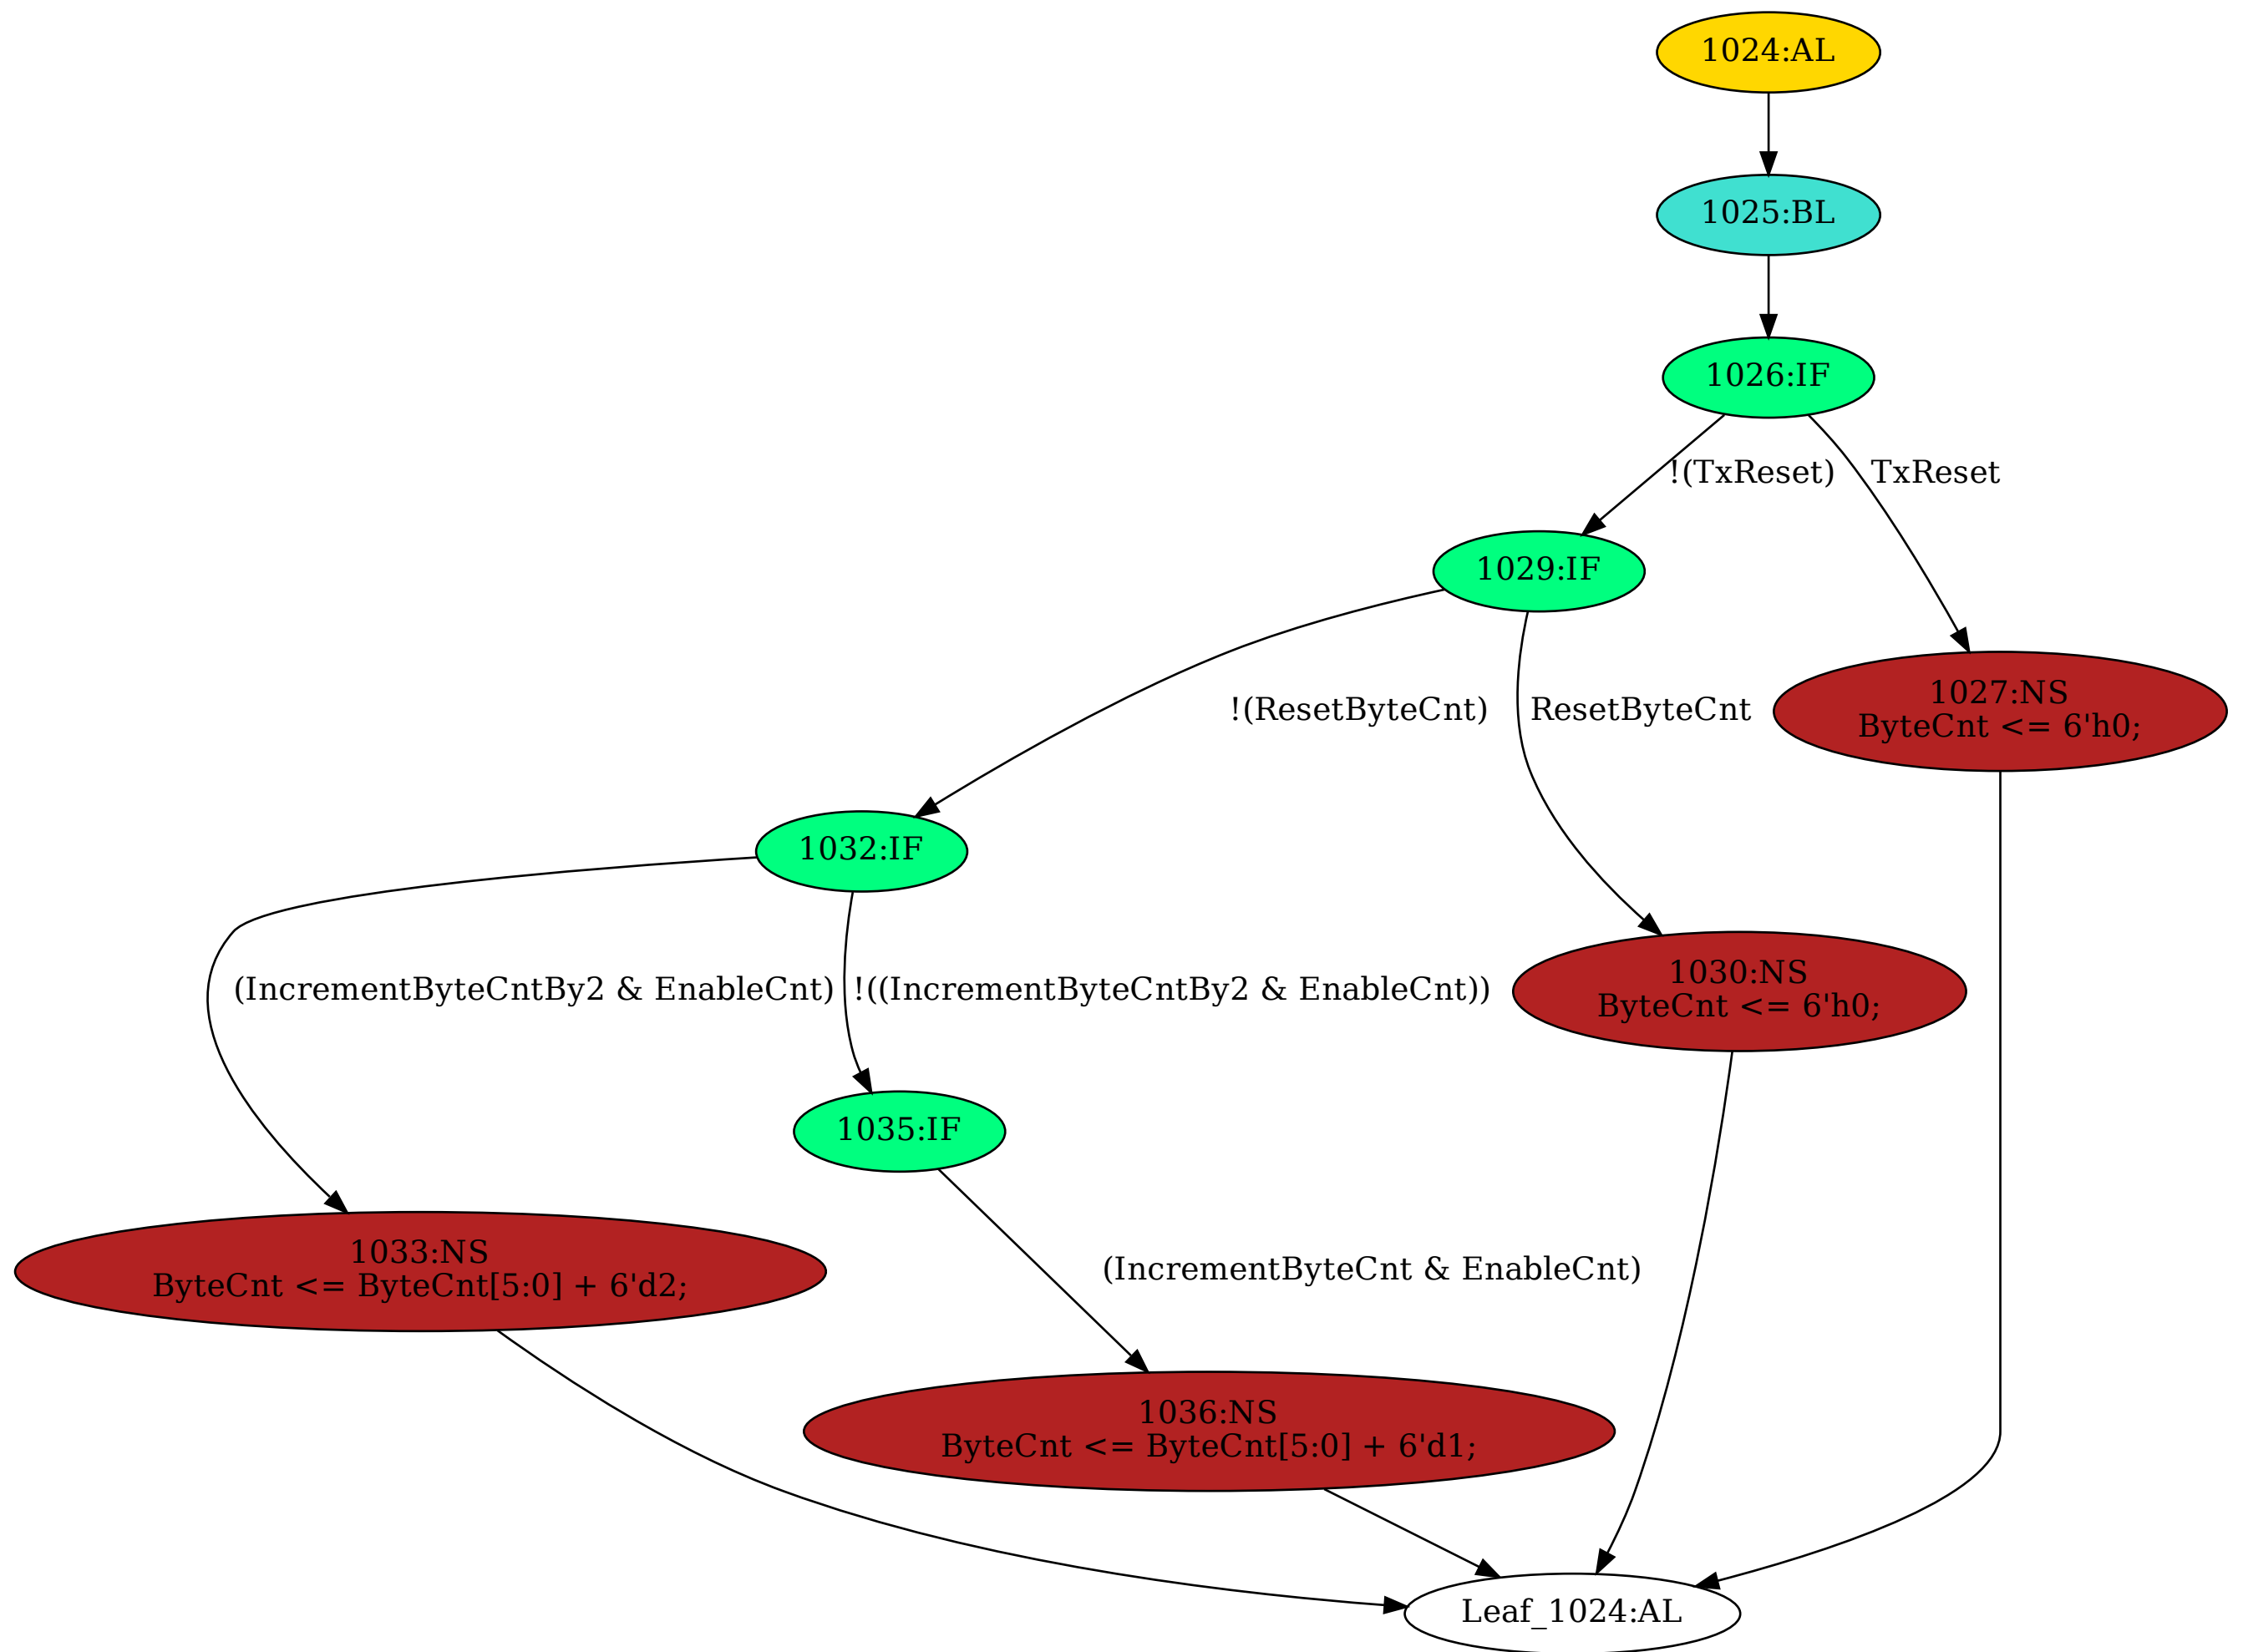 1024:AL
1025:BL
1026:IF
!(TxReset)
TxReset
1029:IF
1027:NS
ByteCnt <= 6'h0;
!(ResetByteCnt)
ResetByteCnt
1032:IF
1030:NS
ByteCnt <= 6'h0;
(IncrementByteCntBy2 & EnableCnt)
!((IncrementByteCntBy2 & EnableCnt))
1035:IF
1033:NS
ByteCnt <= ByteCnt[5:0] + 6'd2;
(IncrementByteCnt & EnableCnt)
1036:NS
ByteCnt <= ByteCnt[5:0] + 6'd1;
Leaf_1024:AL